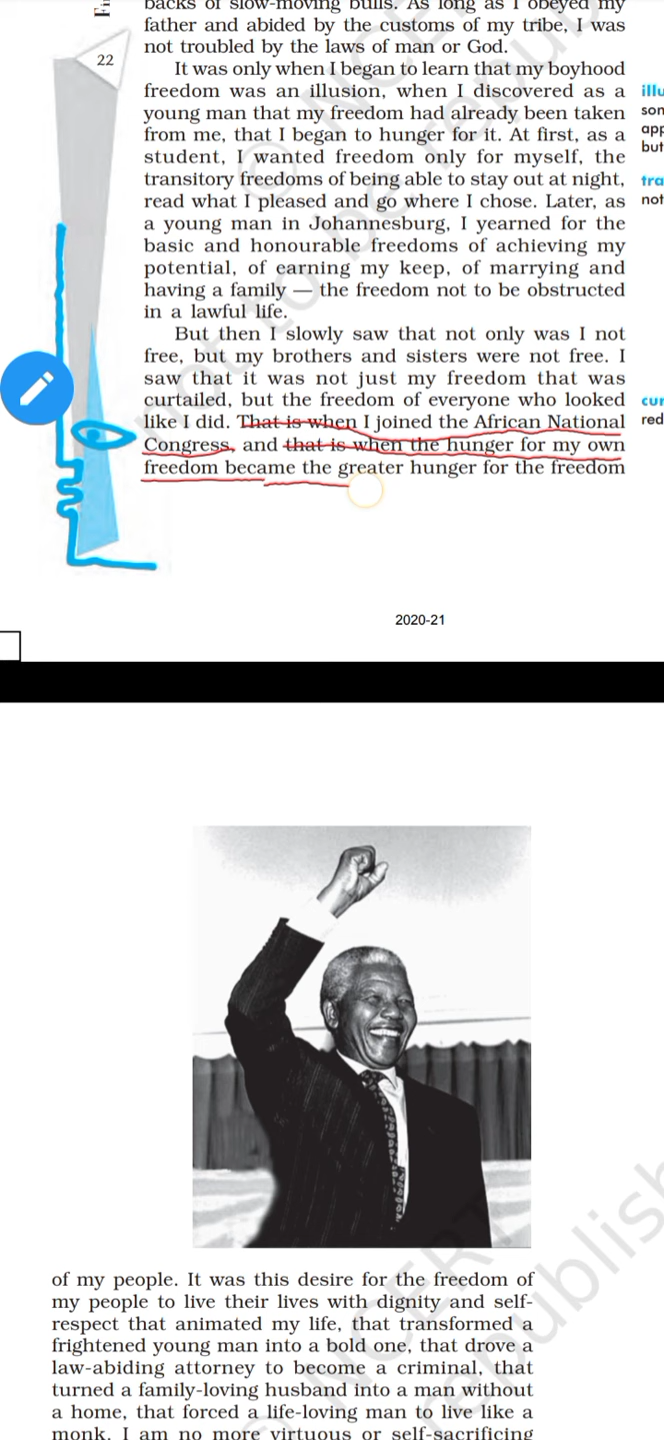 backs of slow-moving bulls. As long as I obeyed my
father and abided by the customs of my tribe, I was
not troubled by the laws of man or God.
22
It was only when I began to learn that my boyhood
freedom was an illusion, when I discovered as a
young man that my freedom had already been taken
from me, that I began to hunger for it. At first, as a
student, I wanted freedom only for myself, the
transitory freedoms of being able to stay out at night,
read what I pleased and go where I chose. Later, as
a young man in Johannesburg, I yearned for the
basic and honourable freedoms of achieving my
potential, of earning my keep, of marrying and
having a family — the freedom not to be obstructed
in a lawful life.
But then I slowly saw that not only was I not
free, but my brothers and sisters were not free. I
saw that it was not just my freedom that was
curtailed, but the freedom of everyone who looked
like I did. That is when I joined the African National
Congress, and that is when the hunger for my own
freedom became the greater hunger for the freedom
illu
som
app
but
tra
not
cur
red
2020-21
of my people. It was this desire for the freedom of
my people to live their lives with dignity and self-
respect that animated my life, that transformed a
frightened young man into a bold one, that drove a
law-abiding attorney to become a criminal, that
turned a family-loving husband into a man without
a home, that forced a life-loving man to live like a
monk. I am no more virtuous or self-sacrificing
© NCERT
not to be republished